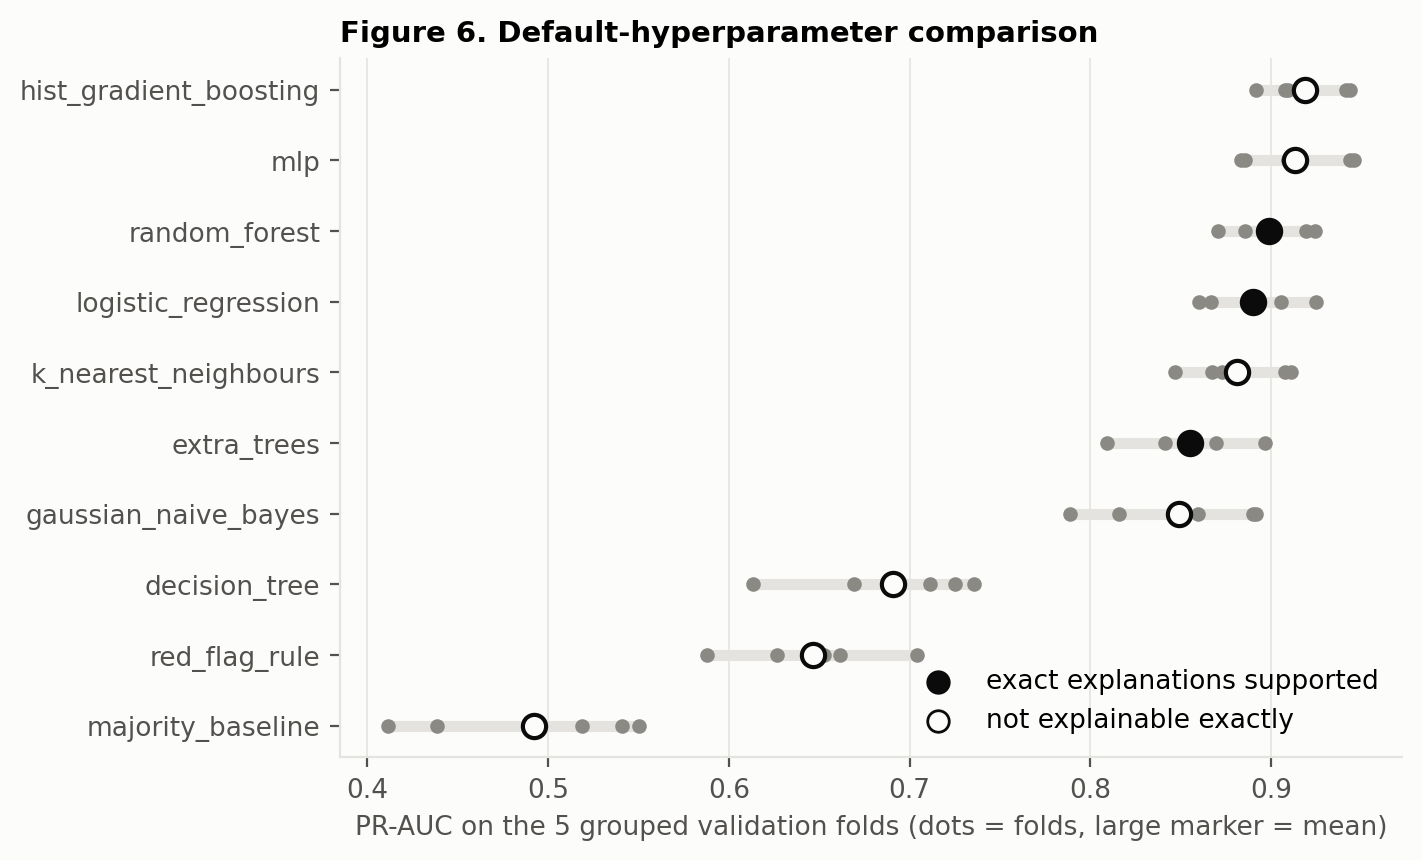 Figure 6. Default-hyperparameter comparison
hist_gradient_boosting
mlp
random_forest
logistic_regression
k_nearest_neighbours
extra_trees
gaussian_naive_bayes
decision_tree
red_flag_rule
majority_baseline
exact explanations supported
not explainable exactly
0.4 0.5 0.6 0.7 0.8 0.9
PR-AUC on the 5 grouped validation folds (dots = folds, large marker = mean)